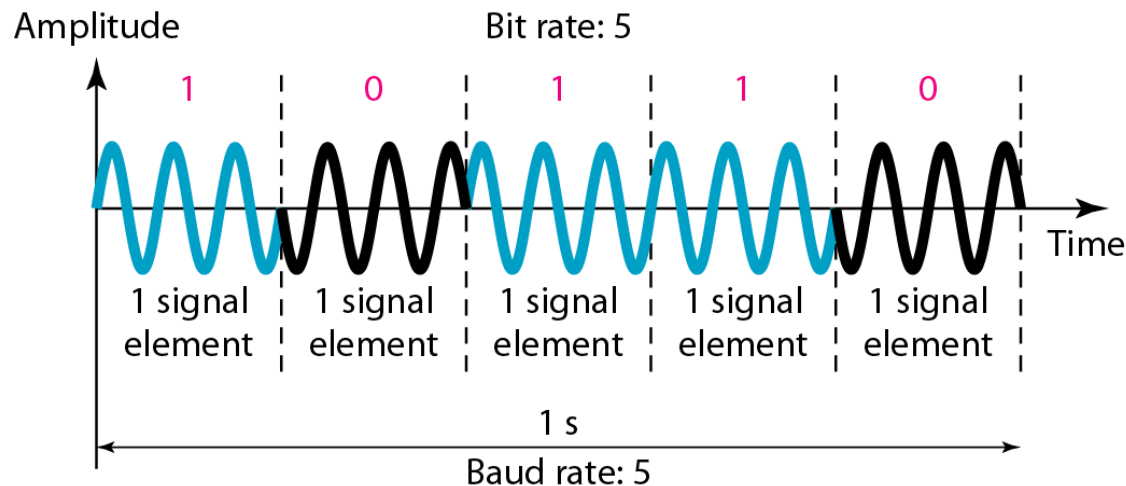 Amplitude
Bit rate: 5
1 0 1 1 0
Time
1 signal element
1 signal element
1 signal element
1 signal element
1 signal element
1 s
Baud rate: 5